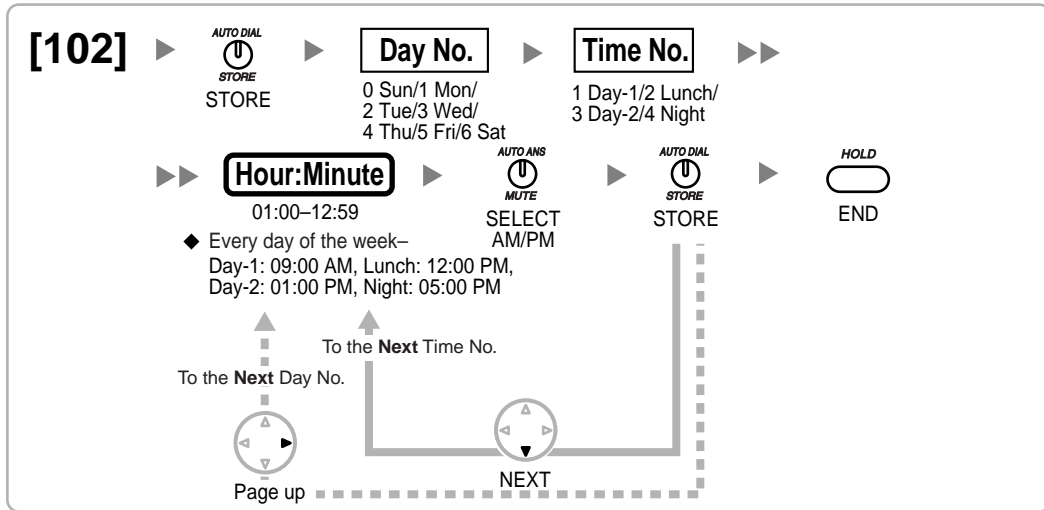 [102]
AUTO DIAL
STORE
STORE
Day No.
0 Sun/1 Mon/
2 Tue/3 Wed/
4 Thu/5 Fri/6 Sat
Time No.
1 Day-1/2 Lunch/
3 Day-2/4 Night
Hour:Minute
01:00–12:59
AUTO ANS
MUTE
SELECT
AM/PM
AUTO DIAL
STORE
STORE
HOLD
END
◆ Every day of the week–
Day-1: 09:00 AM, Lunch: 12:00 PM,
Day-2: 01:00 PM, Night: 05:00 PM
To the Next Time No.
To the Next Day No.
NEXT
Page up